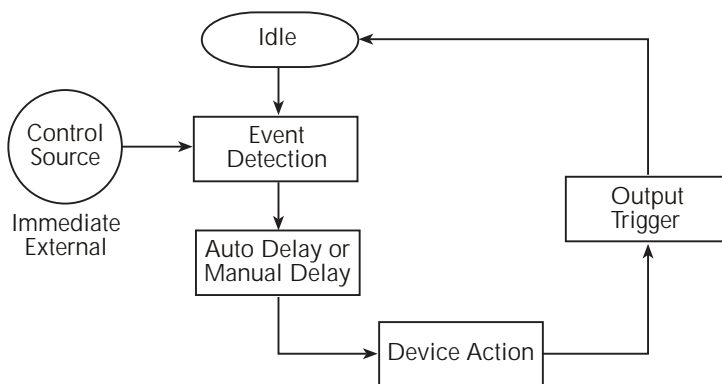 Idle
Control
Source
Immediate
External
Event
Detection
Auto Delay or
Manual Delay
Device Action
Output
Trigger